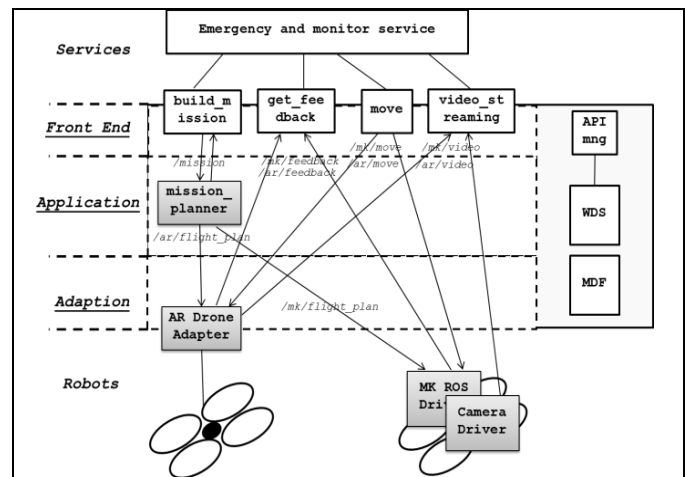 Emergency and monitor service
Services
build_m
ission
get_fee
dback
move
video_st
reaming
API
mng
Front End
/mission
/mk/feedback
/ar/feedback
/mk/move
/ar/move
/mk/video
/ar/video
mission_
planner
Application
WDS
/ar/flight_plan
MDF
Adaption
AR Drone
Adapter
/mk/flight_plan
Robots
MK ROS
Dri
Camera
Driver